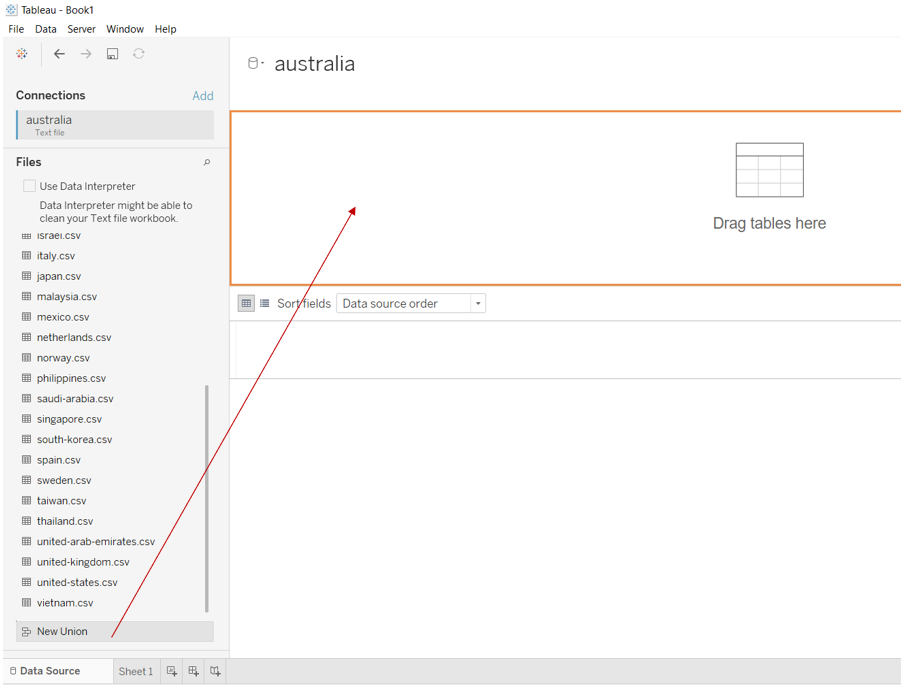 Tableau - Book1
File Data Server Window Help
australia
Connections Add
australia
Text file
Files
Use Data Interpreter
Data Interpreter might be able to
clean your Text file workbook.
israel.csv
italy.csv
japan.csv
malaysia.csv
mexico.csv
netherlands.csv
norway.csv
philippines.csv
saudi-arabia.csv
singapore.csv
south-korea.csv
spain.csv
sweden.csv
taiwan.csv
thailand.csv
united-arab-emirates.csv
united-kingdom.csv
united-states.csv
vietnam.csv
New Union
Drag tables here
Sort fields Data source order
Data Source Sheet 1